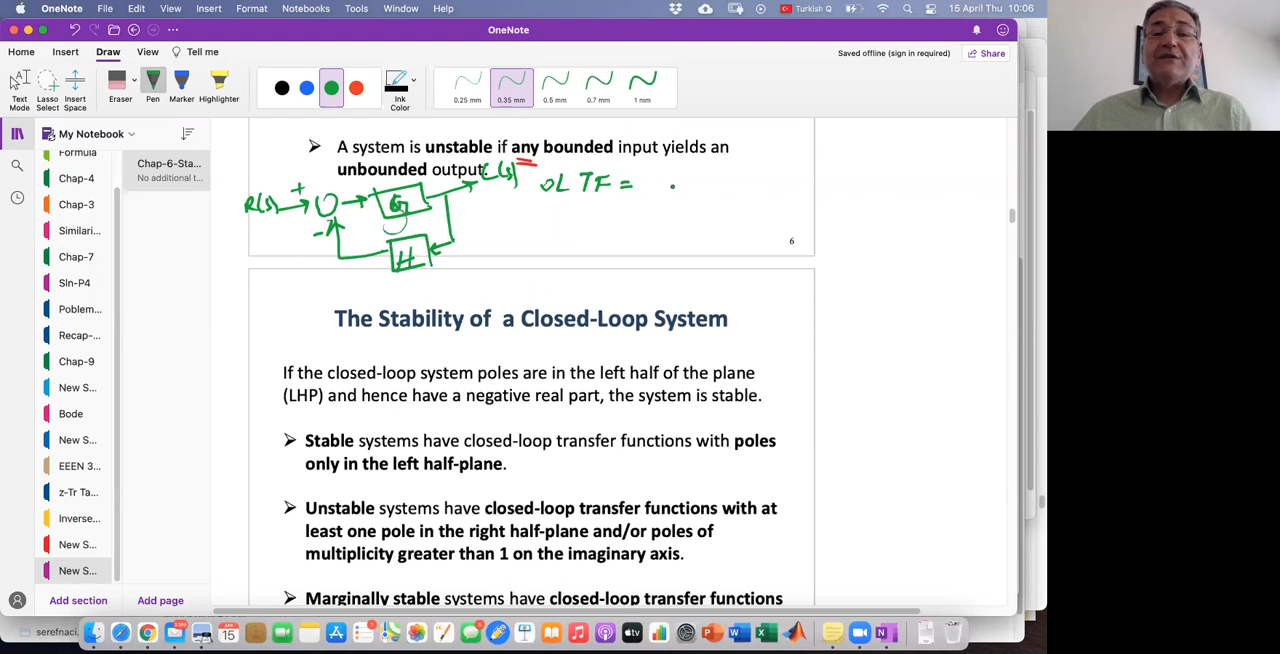 OneNote File Edit View Insert Format Notebooks Tools Window Help Turkish Q 15 April Thu 10:06
OneNote
Home Insert Draw View Tell me Saved offline (sign in required) Share
Text Mode Lasso Select Insert Space Eraser Pen Marker Highlighter Ink Color 0.25 mm 0.35 mm 0.5 mm 0.7 mm 1 mm
My Notebook
Formula
Chap-4
Chap-3
Similari...
Chap-7
Sln-P4
Poblem...
Recap-...
Chap-9
New S...
Bode
New S...
EEEN 3...
z-Tr Ta...
Inverse...
New S...
New S...
Add section Add page
Chap-6-Sta...
No additional t...
➢ A system is unstable if any bounded input yields an
unbounded output.
R(s) + - G H C(s) OL TF =
6
The Stability of a Closed-Loop System
If the closed-loop system poles are in the left half of the plane
(LHP) and hence have a negative real part, the system is stable.
➢ Stable systems have closed-loop transfer functions with poles
only in the left half-plane.
➢ Unstable systems have closed-loop transfer functions with at
least one pole in the right half-plane and/or poles of
multiplicity greater than 1 on the imaginary axis.
➢ Marginally stable systems have closed-loop transfer functions
serefnaci.